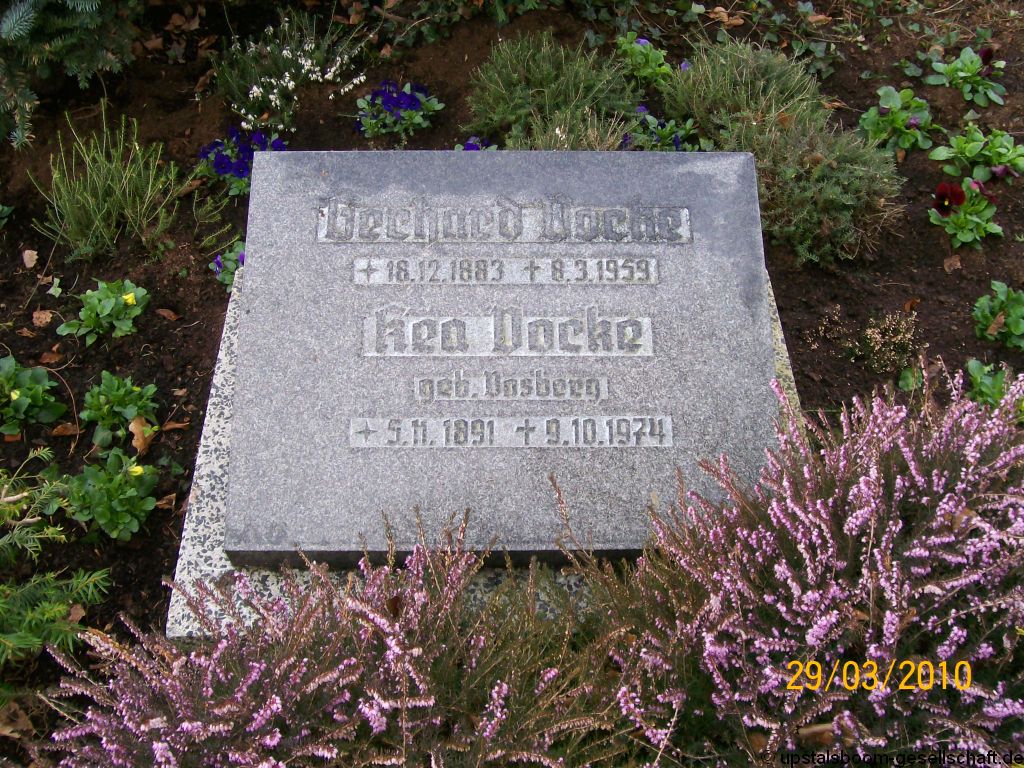 Gerhard Docke
+ 18.12.1883 + 8.3.1959
Kea Docke
geb. Vosberg
+ 5.11.1891 + 9.10.1974
29/03/2010
© upstalsboom-gesellschaft.de